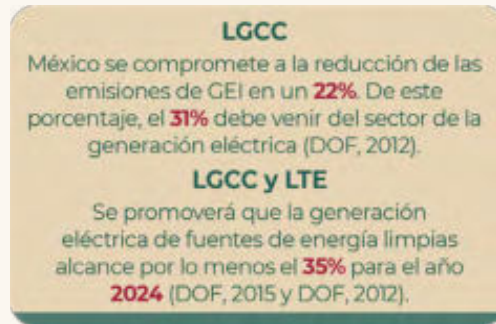 LGCC
México se compromete a la reducción de las
emisiones de GEI en un 22%. De este
porcentaje, el 31% debe venir del sector de la
generación eléctrica (DOF, 2012).
LGCC y LTE
Se promoverá que la generación
eléctrica de fuentes de energía limpias
alcance por lo menos el 35% para el año
2024 (DOF, 2015 y DOF, 2012).